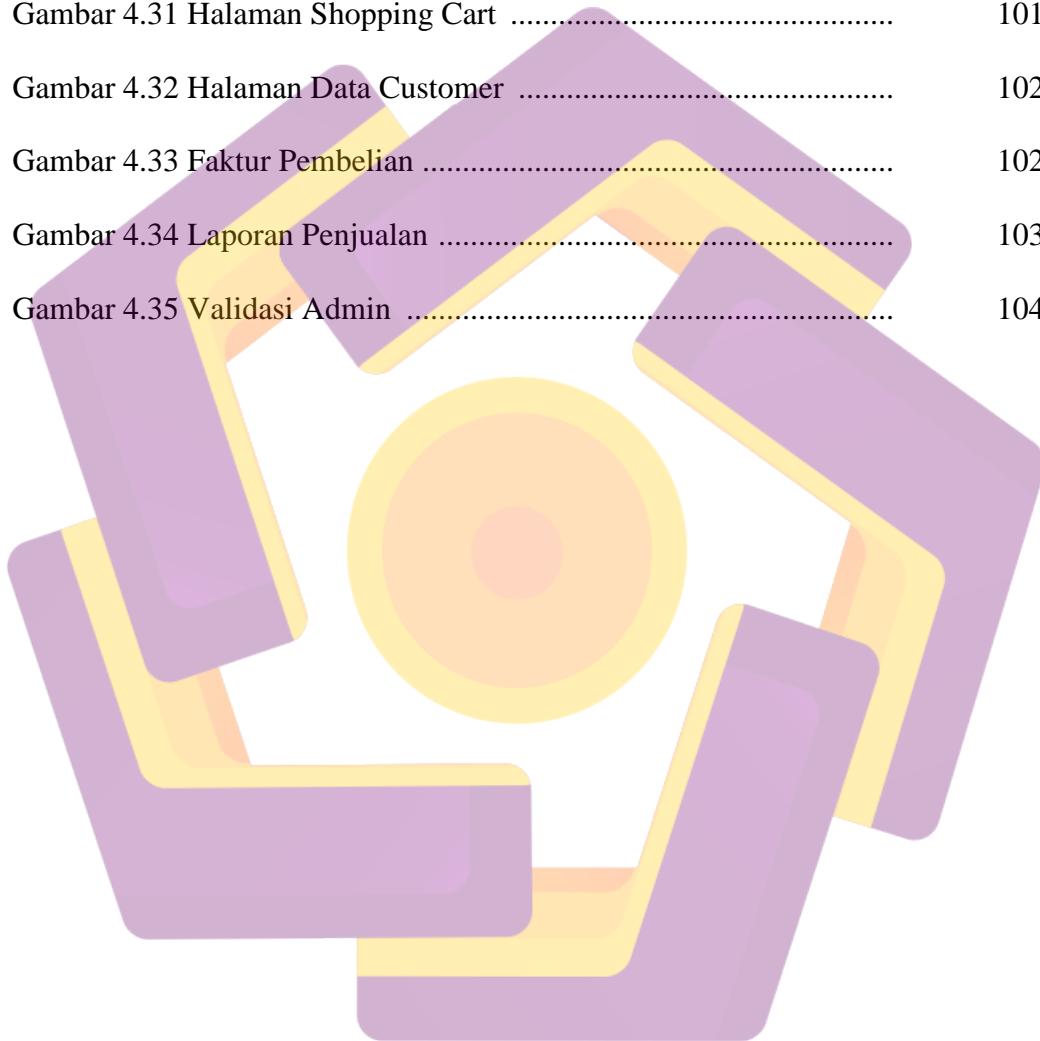 Gambar 4.31 Halaman Shopping Cart ............................................... 101
Gambar 4.32 Halaman Data Customer .............................................. 102
Gambar 4.33 Faktur Pembelian ......................................................... 102
Gambar 4.34 Laporan Penjualan ....................................................... 103
Gambar 4.35 Validasi Admin ........................................................... 104